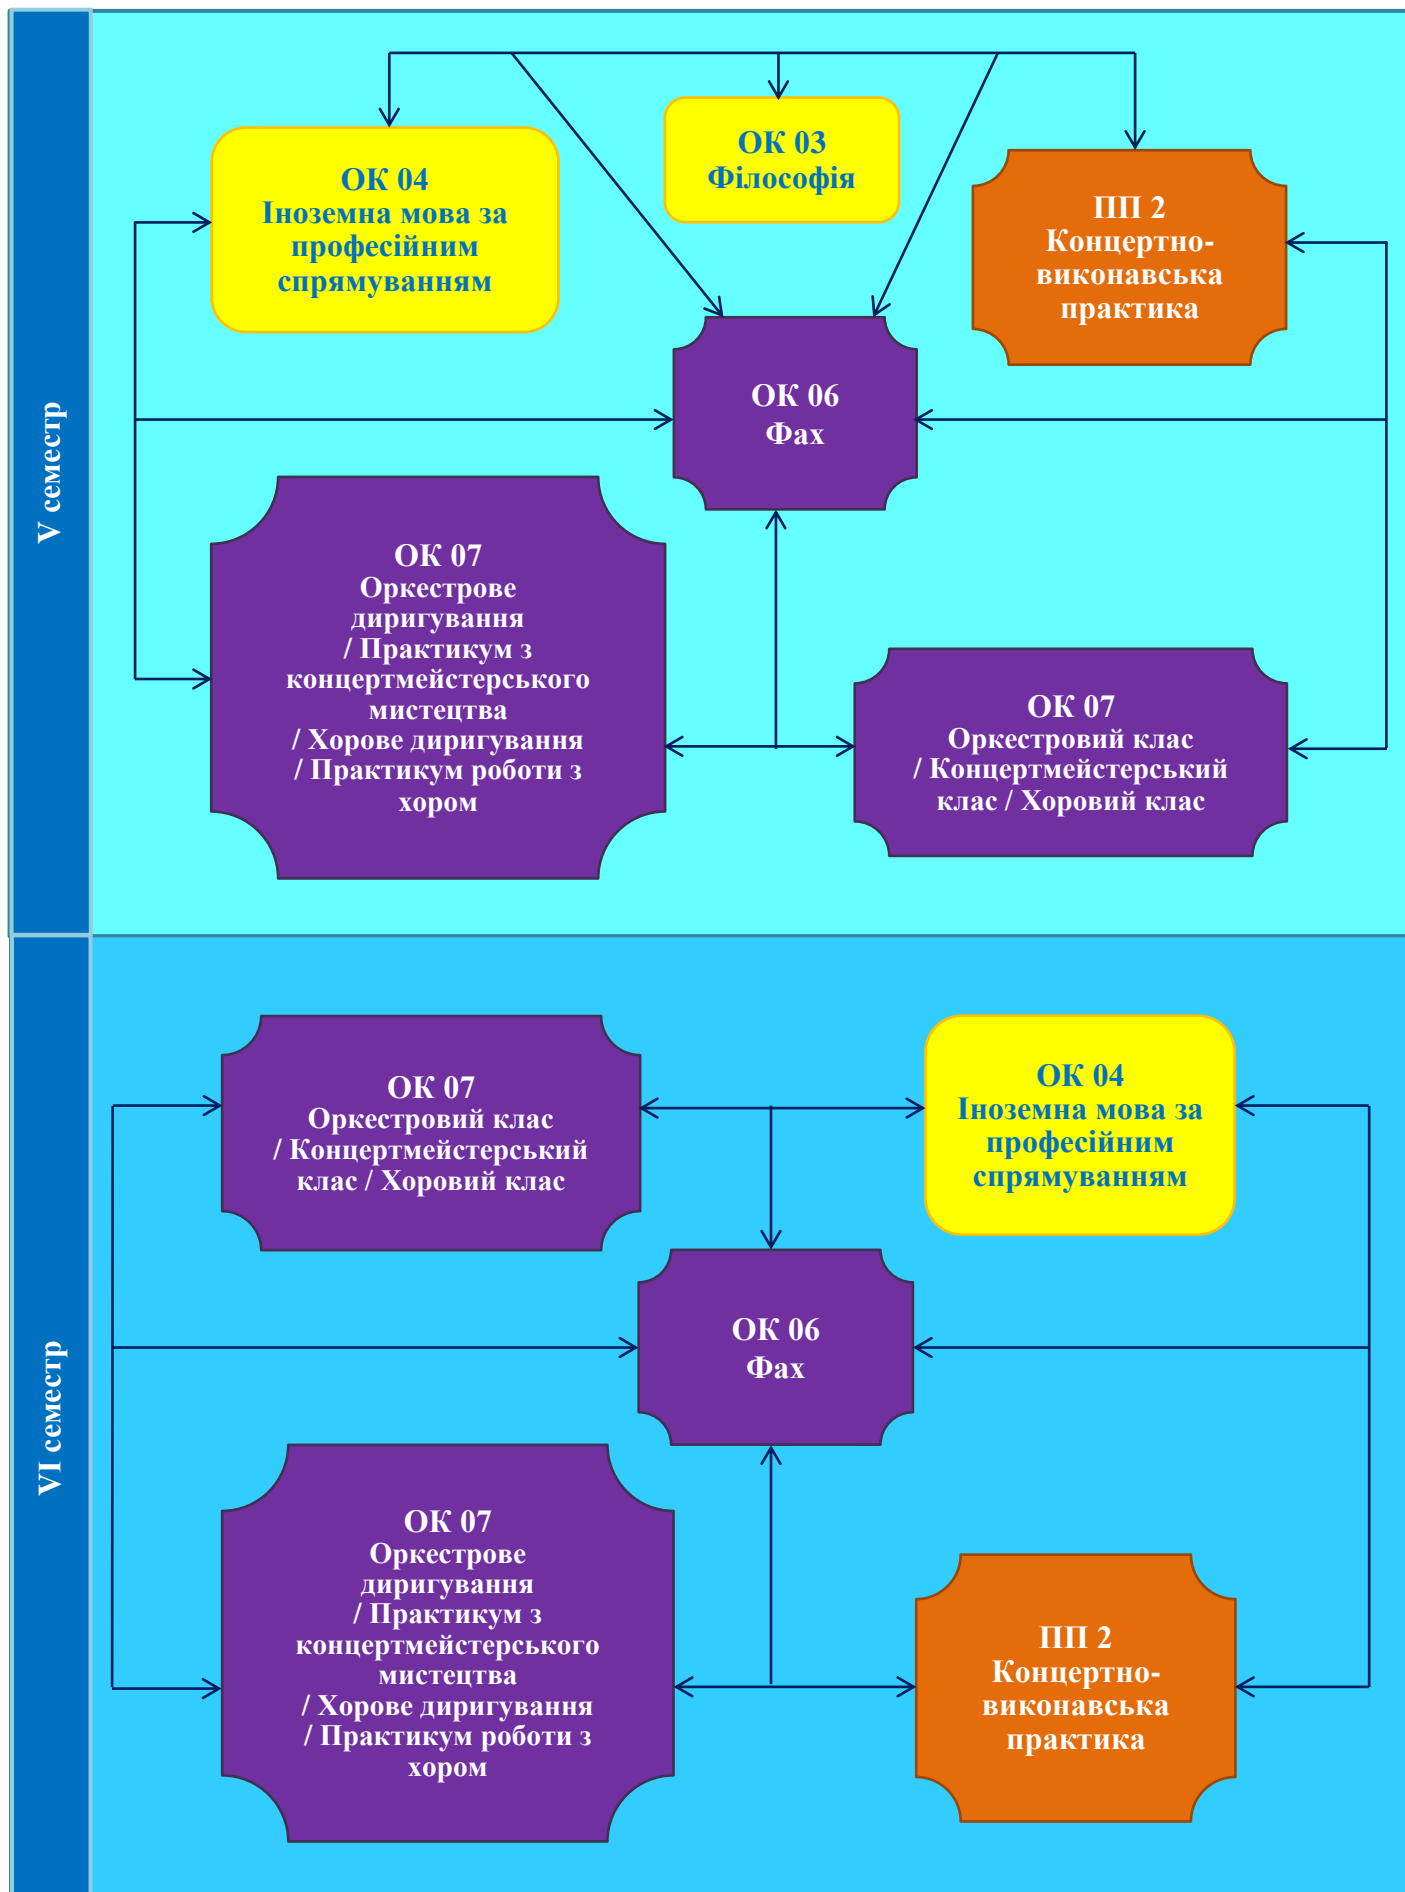 V семестр
ОК 04
Іноземна мова за
професійним
спрямуванням
ОК 03
Філософія
ПП 2
Концертно-
виконавська
практика
ОК 06
Фах
ОК 07
Оркестрове
диригування
/ Практикум з
концертмейстерського
мистецтва
/ Хорове диригування
/ Практикум роботи з
хором
ОК 07
Оркестровий клас
/ Концертмейстерський
клас / Хоровий клас
VI семестр
ОК 07
Оркестровий клас
/ Концертмейстерський
клас / Хоровий клас
ОК 04
Іноземна мова за
професійним
спрямуванням
ОК 06
Фах
ОК 07
Оркестрове
диригування
/ Практикум з
концертмейстерського
мистецтва
/ Хорове диригування
/ Практикум роботи з
хором
ПП 2
Концертно-
виконавська
практика